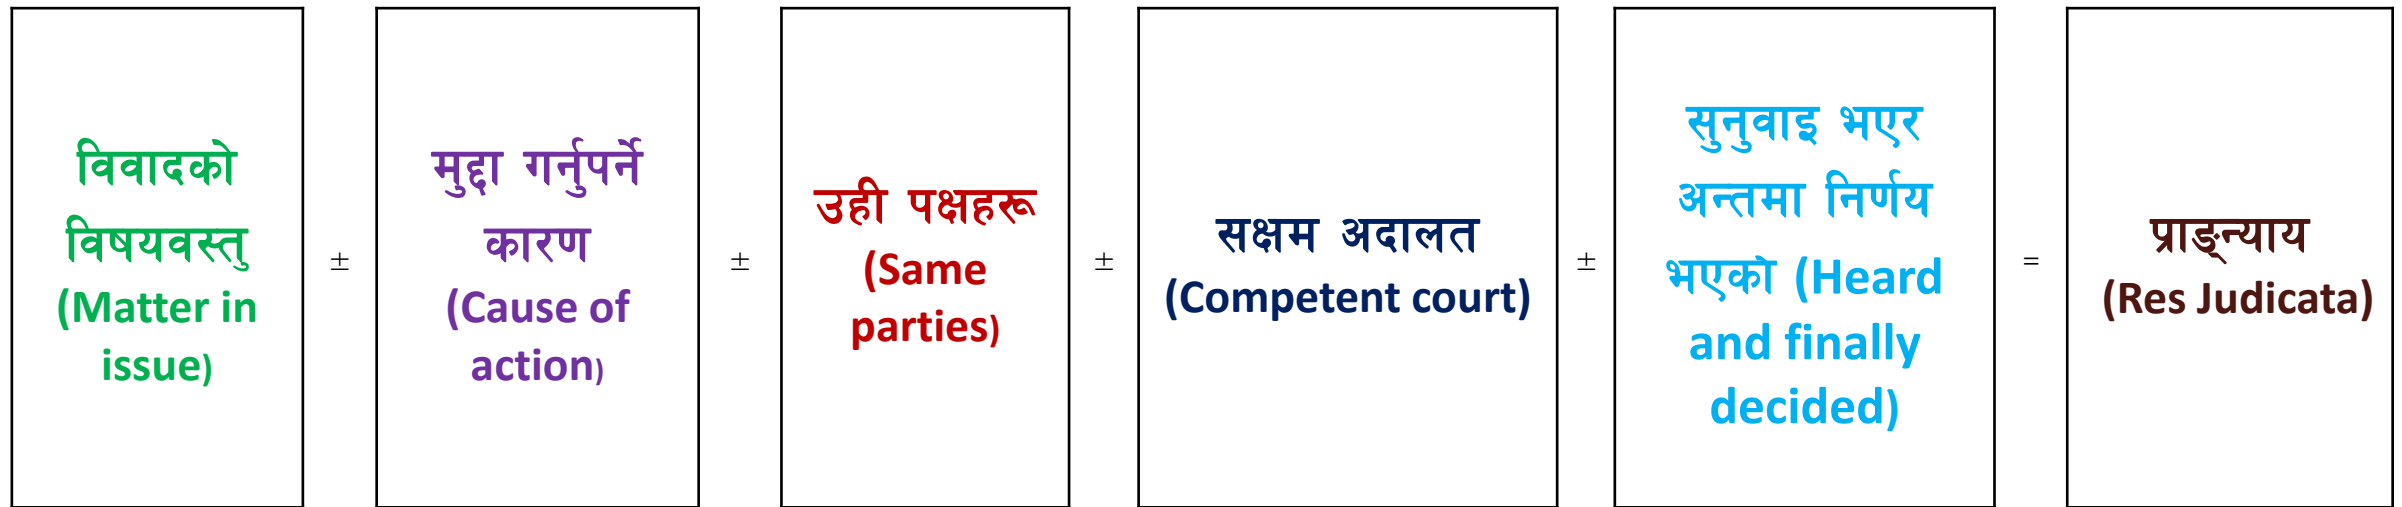 विवादको
विषयवस्तु
(Matter in
issue)
±
मुद्दा गर्नुपर्ने
कारण
(Cause of
action)
±
उही पक्षहरू
(Same
parties)
±
सक्षम अदालत
(Competent court)
±
सुनुवाइ भएर
अन्तमा निर्णय
भएको (Heard
and finally
decided)
=
प्राङ्न्याय
(Res Judicata)